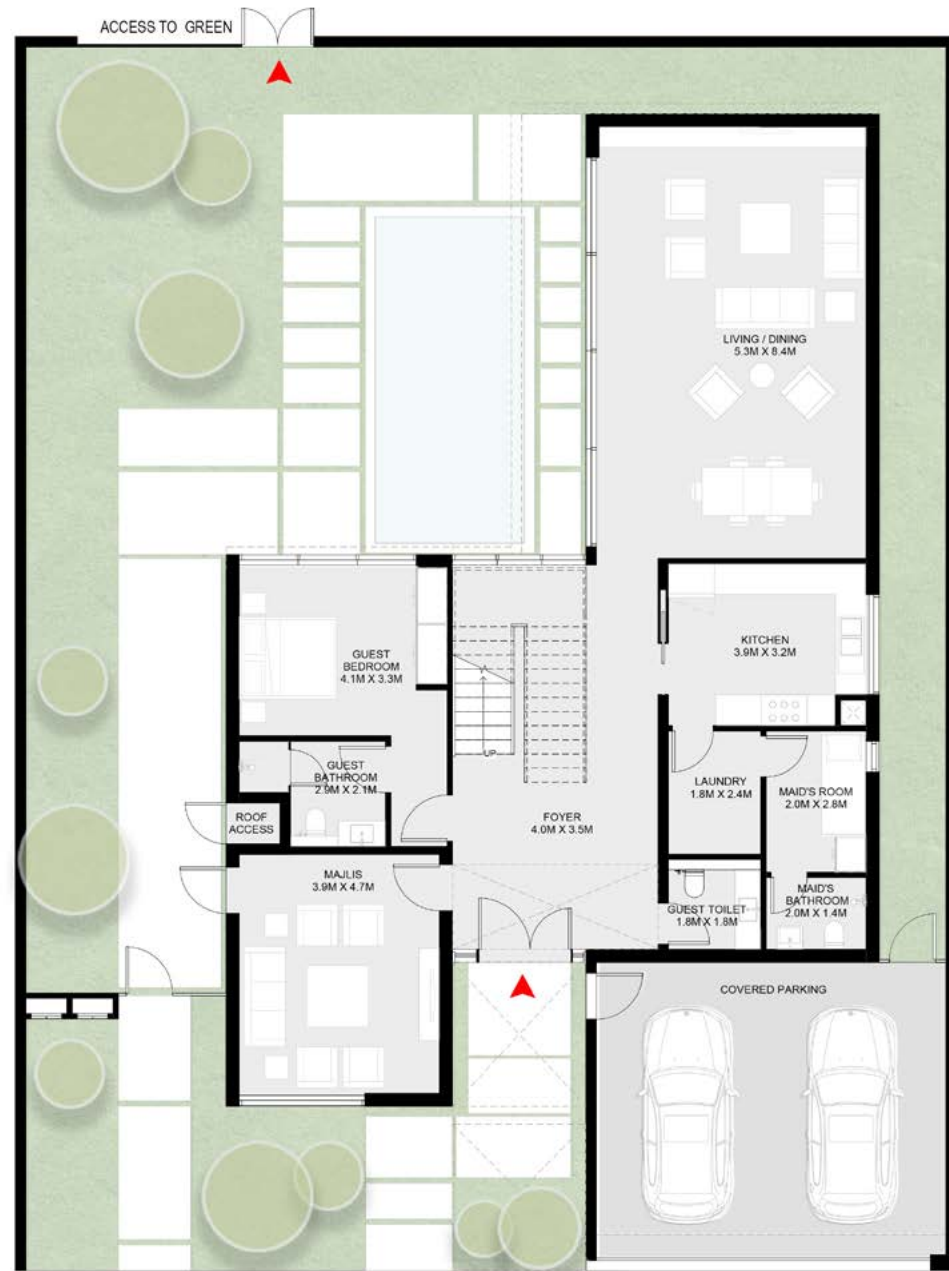 ACCESS TO GREEN
LIVING / DINING
5.3M X 8.4M
KITCHEN
3.9M X 3.2M
GUEST
BEDROOM
4.1M X 3.3M
UP
GUEST
BATHROOM
2.9M X 2.1M
LAUNDRY
1.8M X 2.4M
MAID'S ROOM
2.0M X 2.8M
ROOF
ACCESS
FOYER
4.0M X 3.5M
MAJLIS
3.9M X 4.7M
MAID'S
BATHROOM
2.0M X 1.4M
GUEST TOILET
1.8M X 1.8M
COVERED PARKING